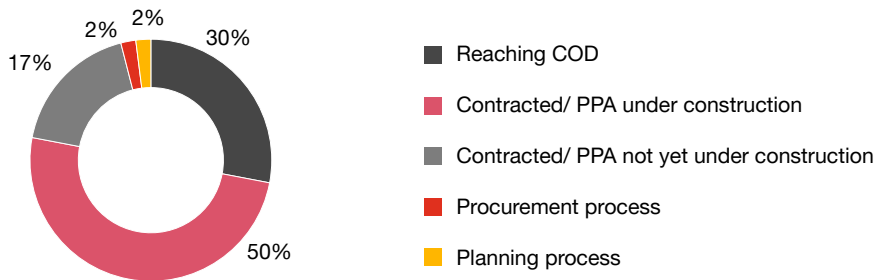 2%
2%
30%
17%
50%
Reaching COD
Contracted/ PPA under construction
Contracted/ PPA not yet under construction
Procurement process
Planning process